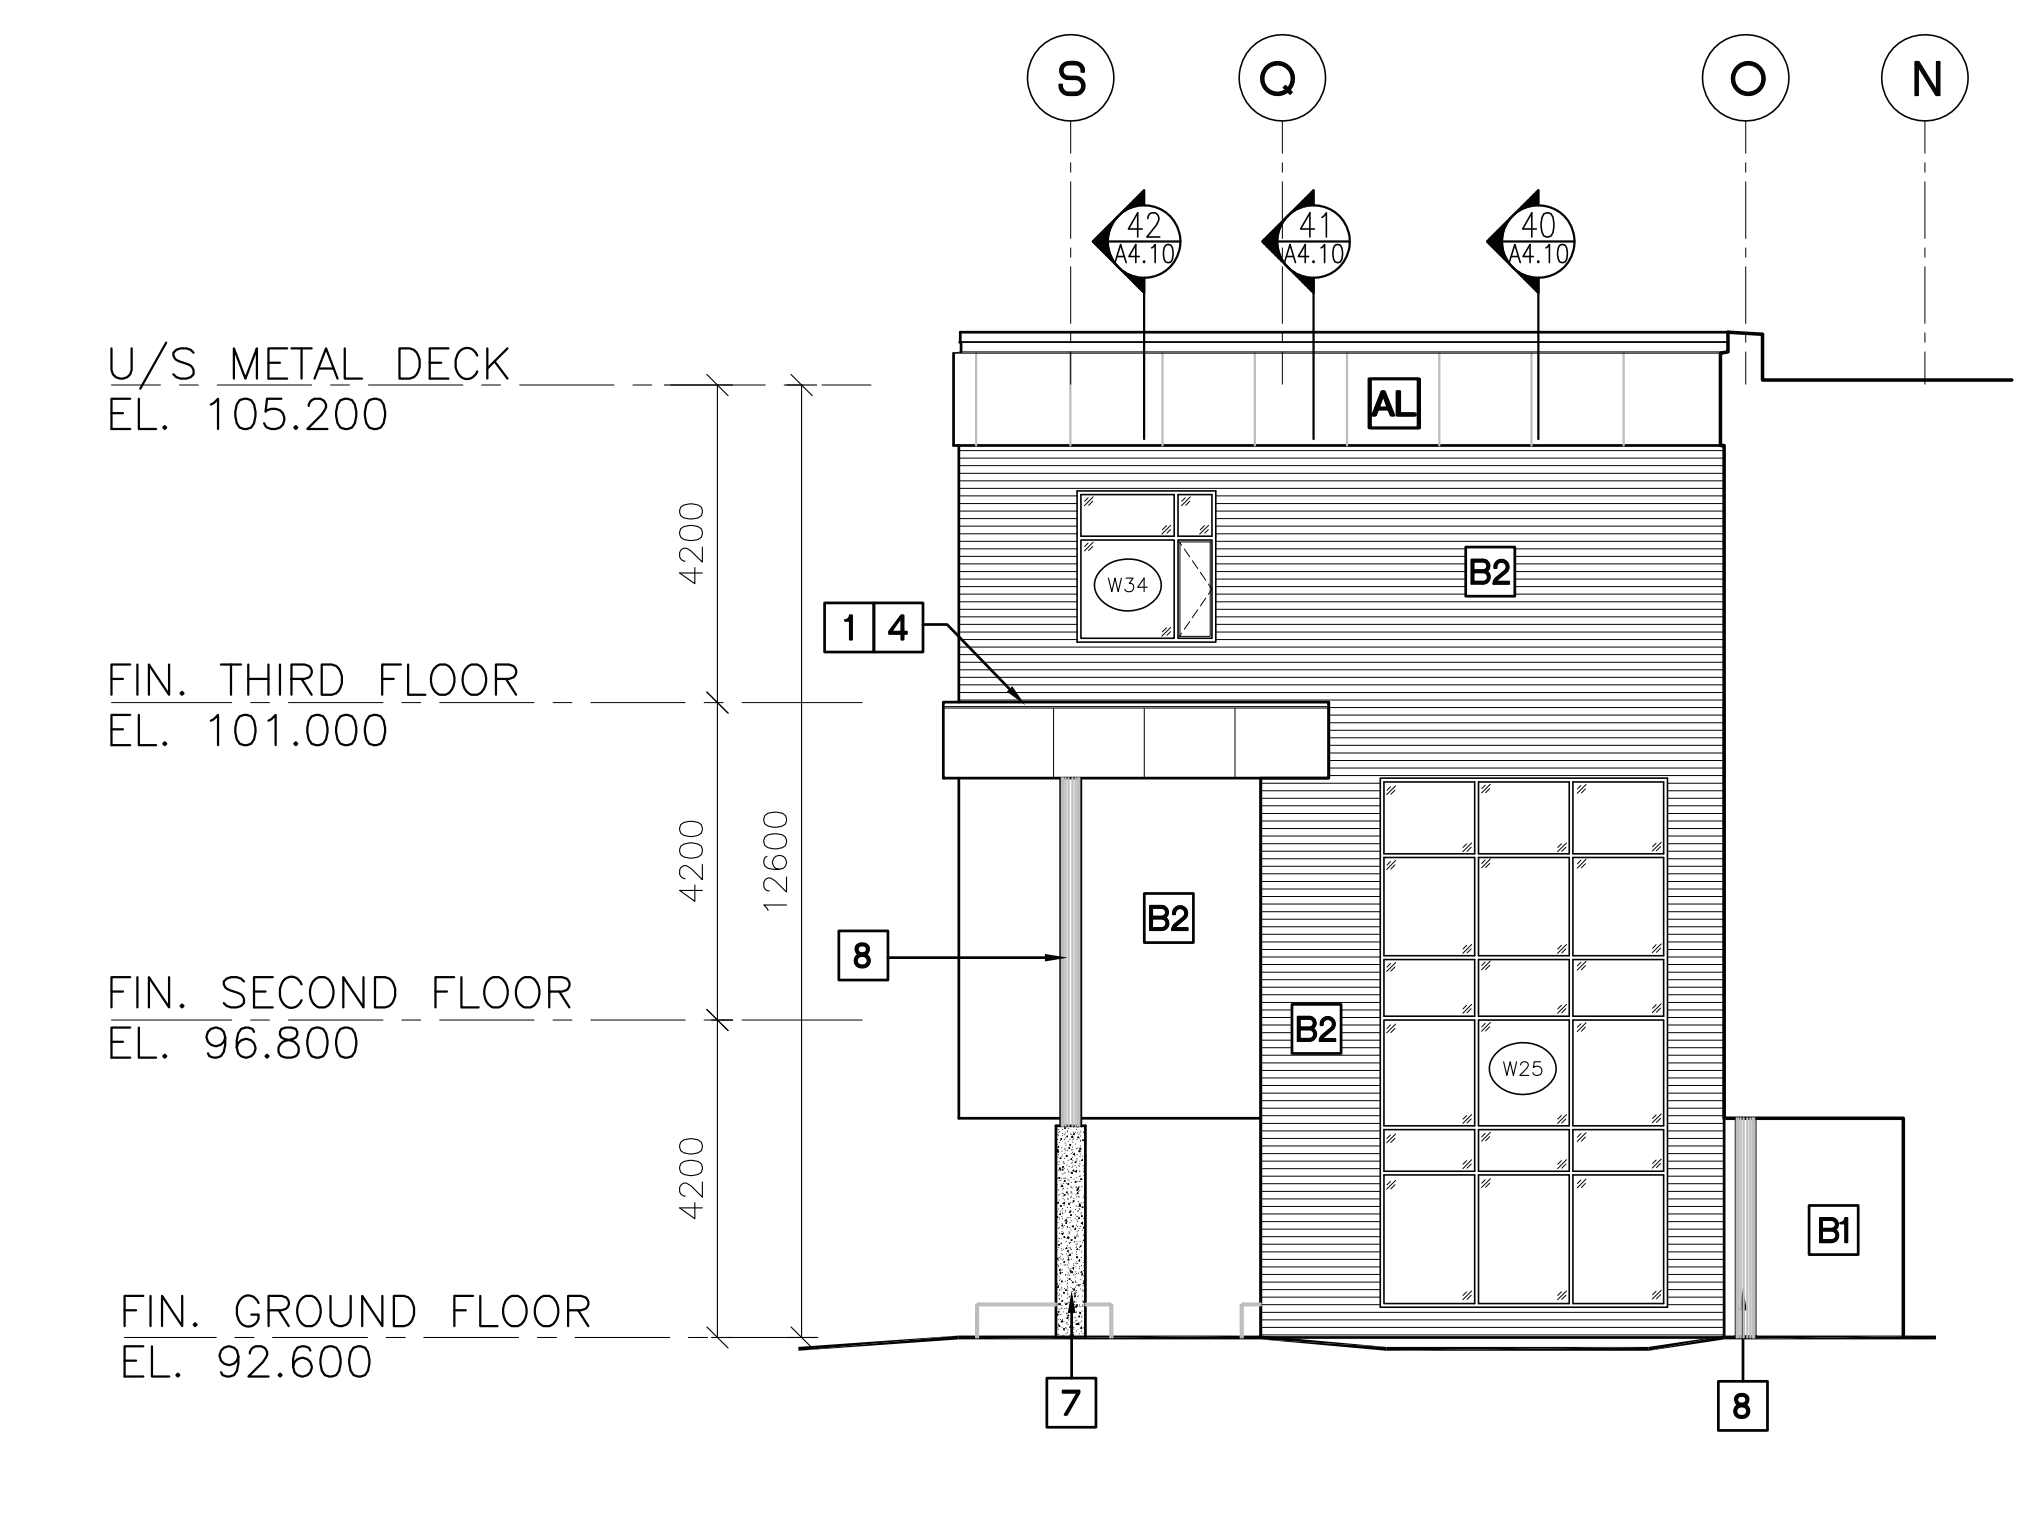 S Q O N
42 41 40
A4.10 A4.10 A4.10
U/S METAL DECK
EL. 105.200
AL
4200
B2
W34
1 4
FIN. THIRD FLOOR
EL. 101.000
4200
12600
B2
8
FIN. SECOND FLOOR
EL. 96.800
B2
W25
4200
B1
FIN. GROUND FLOOR
EL. 92.600
7
8